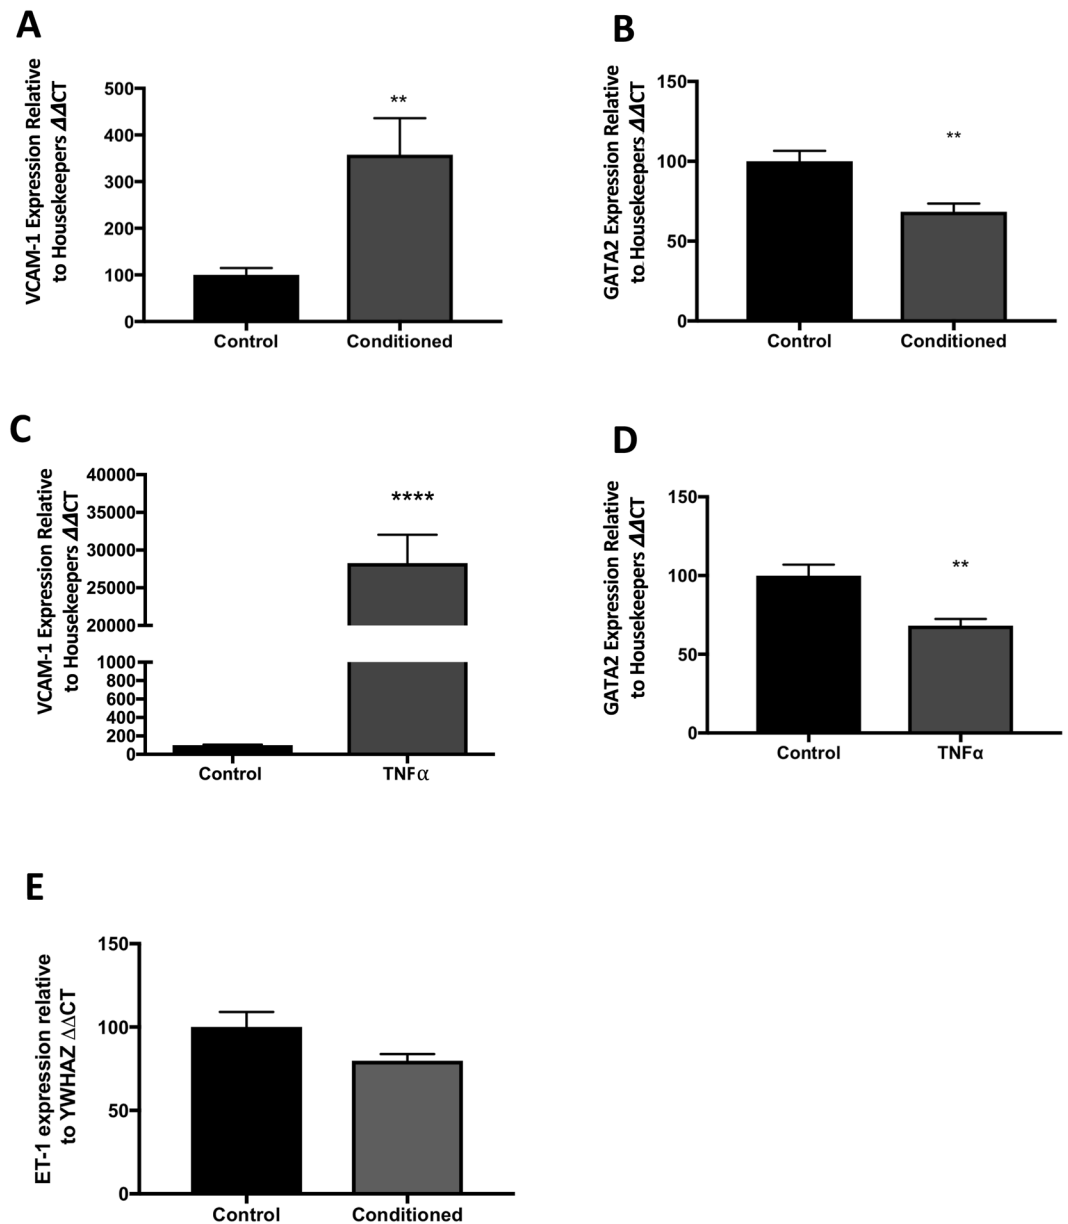 A
VCAM-1 Expression Relative
to Housekeepers ΔΔCT
500
400
300
200
100
0
**
Control
Conditioned
B
GATA2 Expression Relative
to Housekeepers ΔΔCT
150
100
50
0
**
Control
Conditioned
C
VCAM-1 Expression Relative
to Housekeepers ΔΔCT
40000
35000
30000
25000
20000
1000
800
600
400
200
0
****
Control
TNFα
D
GATA2 Expression Relative
to Housekeepers ΔΔCT
150
100
50
0
**
Control
TNFα
E
ET-1 expression relative
to YWHAZ ΔΔCT
150
100
50
0
Control
Conditioned